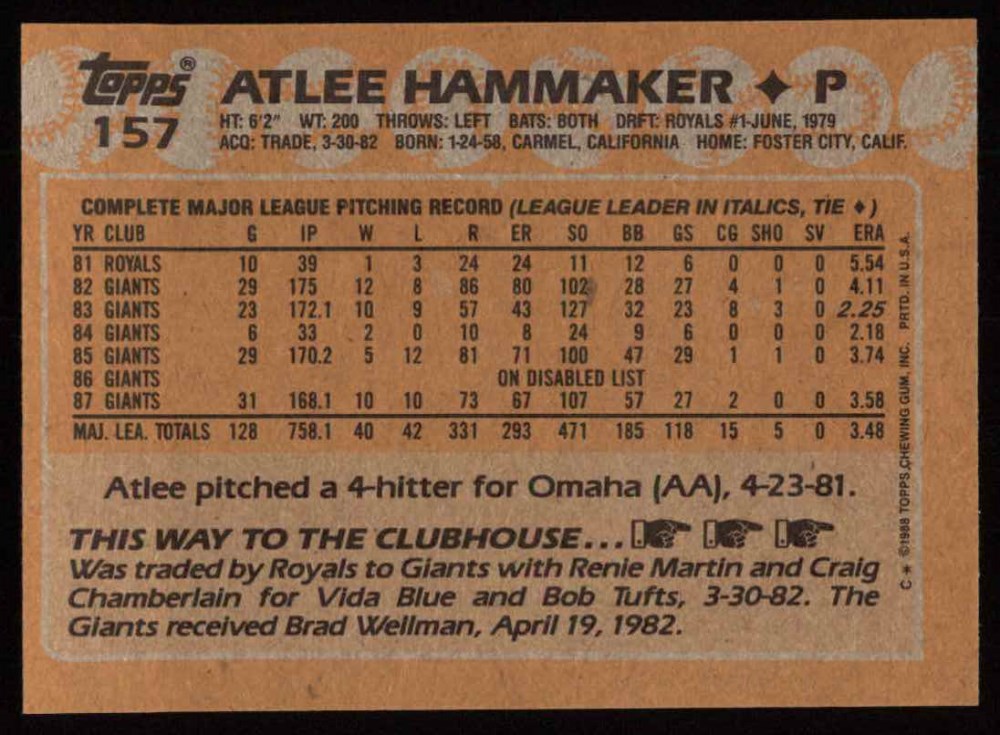 topps® ATLEE HAMMAKER ✦ P
157 HT: 6'2" WT: 200 THROWS: LEFT BATS: BOTH DRFT: ROYALS #1-JUNE, 1979
ACQ: TRADE, 3-30-82 BORN: 1-24-58, CARMEL, CALIFORNIA HOME: FOSTER CITY, CALIF.
COMPLETE MAJOR LEAGUE PITCHING RECORD (LEAGUE LEADER IN ITALICS, TIE ♦)
YR CLUB G IP W L R ER SO BB GS CG SHO SV ERA
81 ROYALS 10 39 1 3 24 24 11 12 6 0 0 0 5.54
82 GIANTS 29 175 12 8 86 80 102 28 27 4 1 0 4.11
83 GIANTS 23 172.1 10 9 57 43 127 32 23 8 3 0 2.25
84 GIANTS 6 33 2 0 10 8 24 9 6 0 0 0 2.18
85 GIANTS 29 170.2 5 12 81 71 100 47 29 1 1 0 3.74
86 GIANTS ON DISABLED LIST
87 GIANTS 31 168.1 10 10 73 67 107 57 27 2 0 0 3.58
MAJ. LEA. TOTALS 128 758.1 40 42 331 293 471 185 118 15 5 0 3.48
Atlee pitched a 4-hitter for Omaha (AA), 4-23-81.
THIS WAY TO THE CLUBHOUSE...
Was traded by Royals to Giants with Renie Martin and Craig
Chamberlain for Vida Blue and Bob Tufts, 3-30-82. The
Giants received Brad Wellman, April 19, 1982.
C * ©1988 TOPPS CHEWING GUM, INC. PRTD. IN U.S.A.